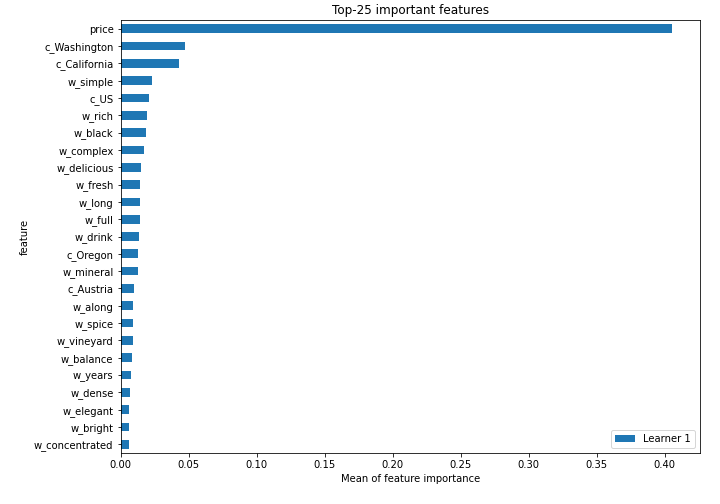 Top-25 important features
price
c_Washington
c_California
w_simple
c_US
w_rich
w_black
w_complex
w_delicious
w_fresh
w_long
w_full
w_drink
c_Oregon
w_mineral
c_Austria
w_along
w_spice
w_vineyard
w_balance
w_years
w_dense
w_elegant
w_bright
w_concentrated
feature
Learner 1
0.00 0.05 0.10 0.15 0.20 0.25 0.30 0.35 0.40
Mean of feature importance